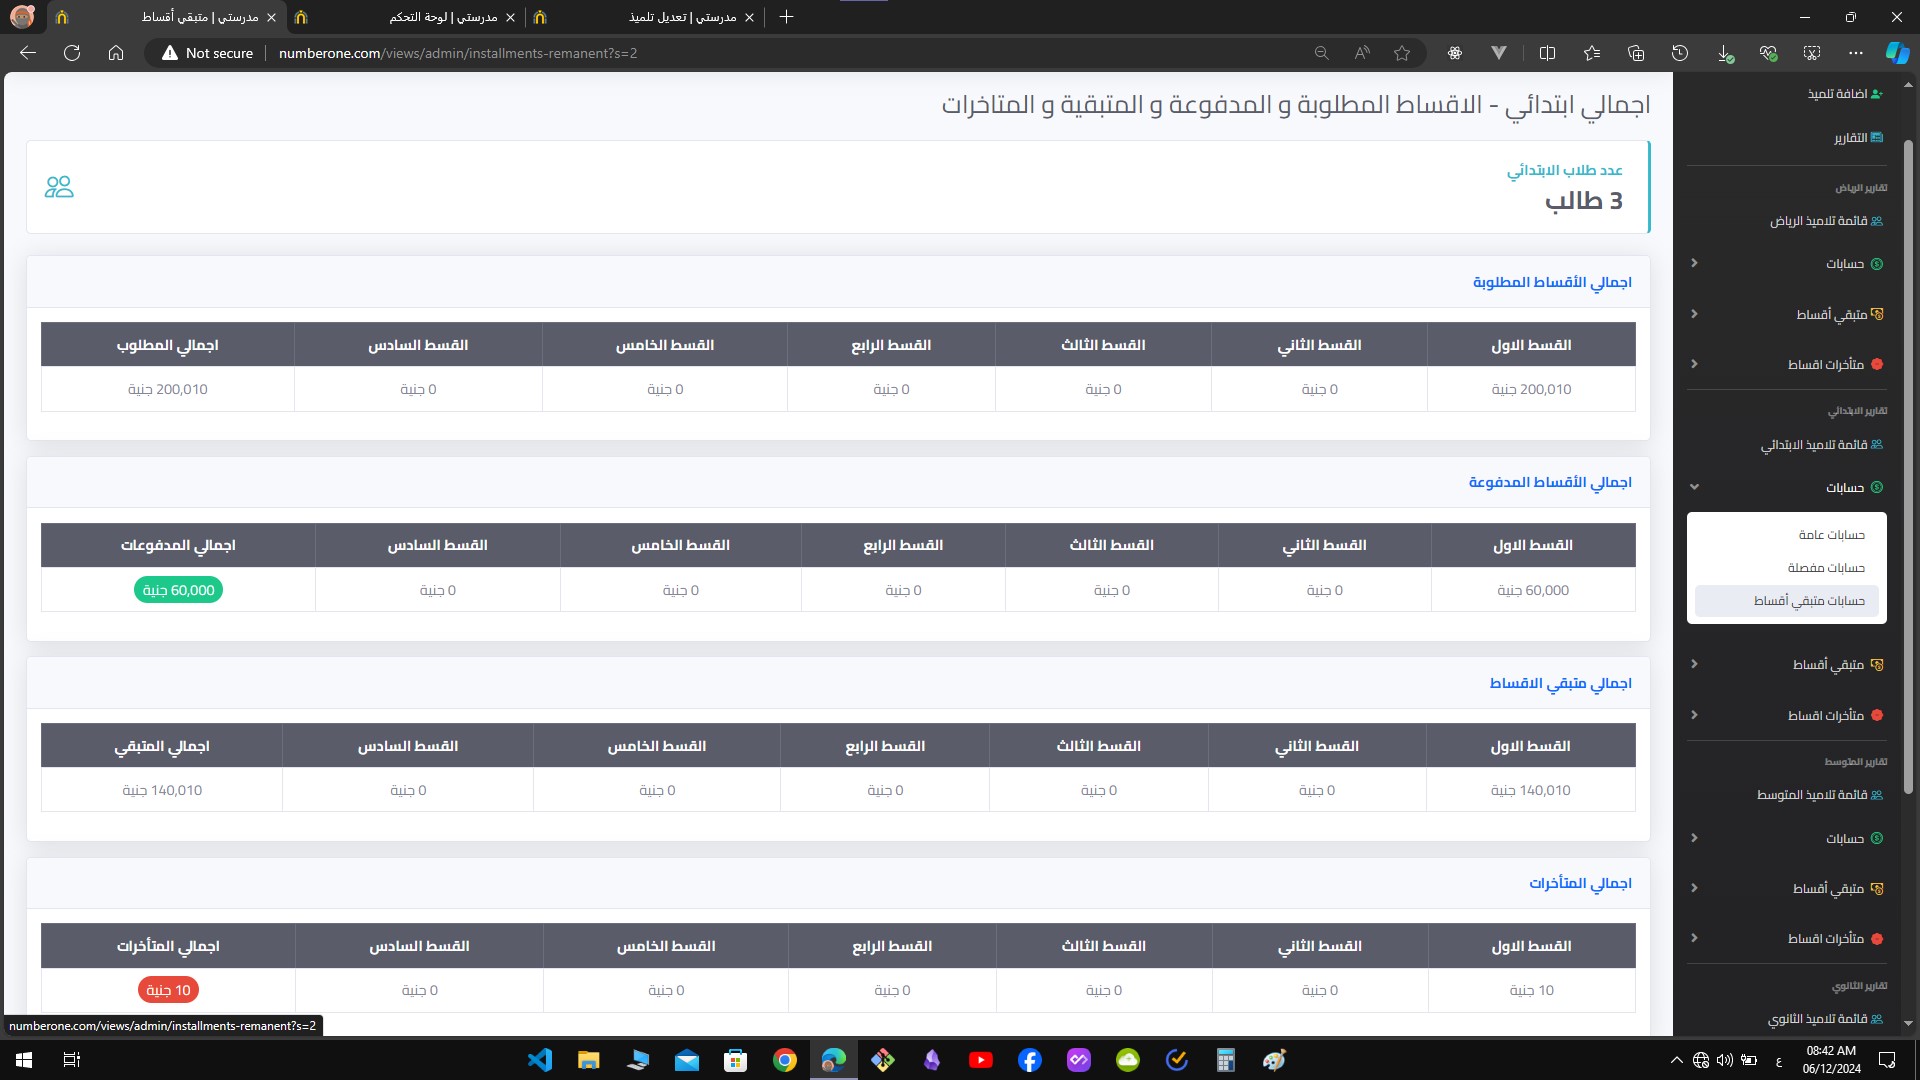 مدرستي | متبقي أقساط
مدرستي | لوحة التحكم
مدرستي | تعديل تلميذ
Not secure
numberone.com/views/admin/installments-remanent?s=2
اجمالي ابتدائي - الاقساط المطلوبة و المدفوعة و المتبقية و المتاخرات
عدد طلاب الابتدائي
3 طالب
اجمالي الأقساط المطلوبة
القسط الاول القسط الثاني القسط الثالث القسط الرابع القسط الخامس القسط السادس اجمالي المطلوب
200,010 جنية 0 جنية 0 جنية 0 جنية 0 جنية 0 جنية 200,010 جنية
اجمالي الأقساط المدفوعة
القسط الاول القسط الثاني القسط الثالث القسط الرابع القسط الخامس القسط السادس اجمالي المدفوعات
60,000 جنية 0 جنية 0 جنية 0 جنية 0 جنية 0 جنية 60,000 جنية
اجمالي متبقي الاقساط
القسط الاول القسط الثاني القسط الثالث القسط الرابع القسط الخامس القسط السادس اجمالي المتبقي
140,010 جنية 0 جنية 0 جنية 0 جنية 0 جنية 0 جنية 140,010 جنية
اجمالي المتأخرات
القسط الاول القسط الثاني القسط الثالث القسط الرابع القسط الخامس القسط السادس اجمالي المتأخرات
10 جنية 0 جنية 0 جنية 0 جنية 0 جنية 0 جنية 10 جنية
اضافة تلميذ
التقارير
تقارير الرياض
قائمة تلاميذ الرياض
حسابات
متبقي أقساط
متأخرات اقساط
تقارير الابتدائي
قائمة تلاميذ الابتدائي
حسابات
حسابات عامة
حسابات مفصلة
حسابات متبقي أقساط
متبقي أقساط
متأخرات اقساط
تقارير المتوسط
قائمة تلاميذ المتوسط
حسابات
متبقي أقساط
متأخرات اقساط
تقارير الثانوي
قائمة تلاميذ الثانوي
numberone.com/views/admin/installments-remanent?s=2
ع
08:42 AM
06/12/2024